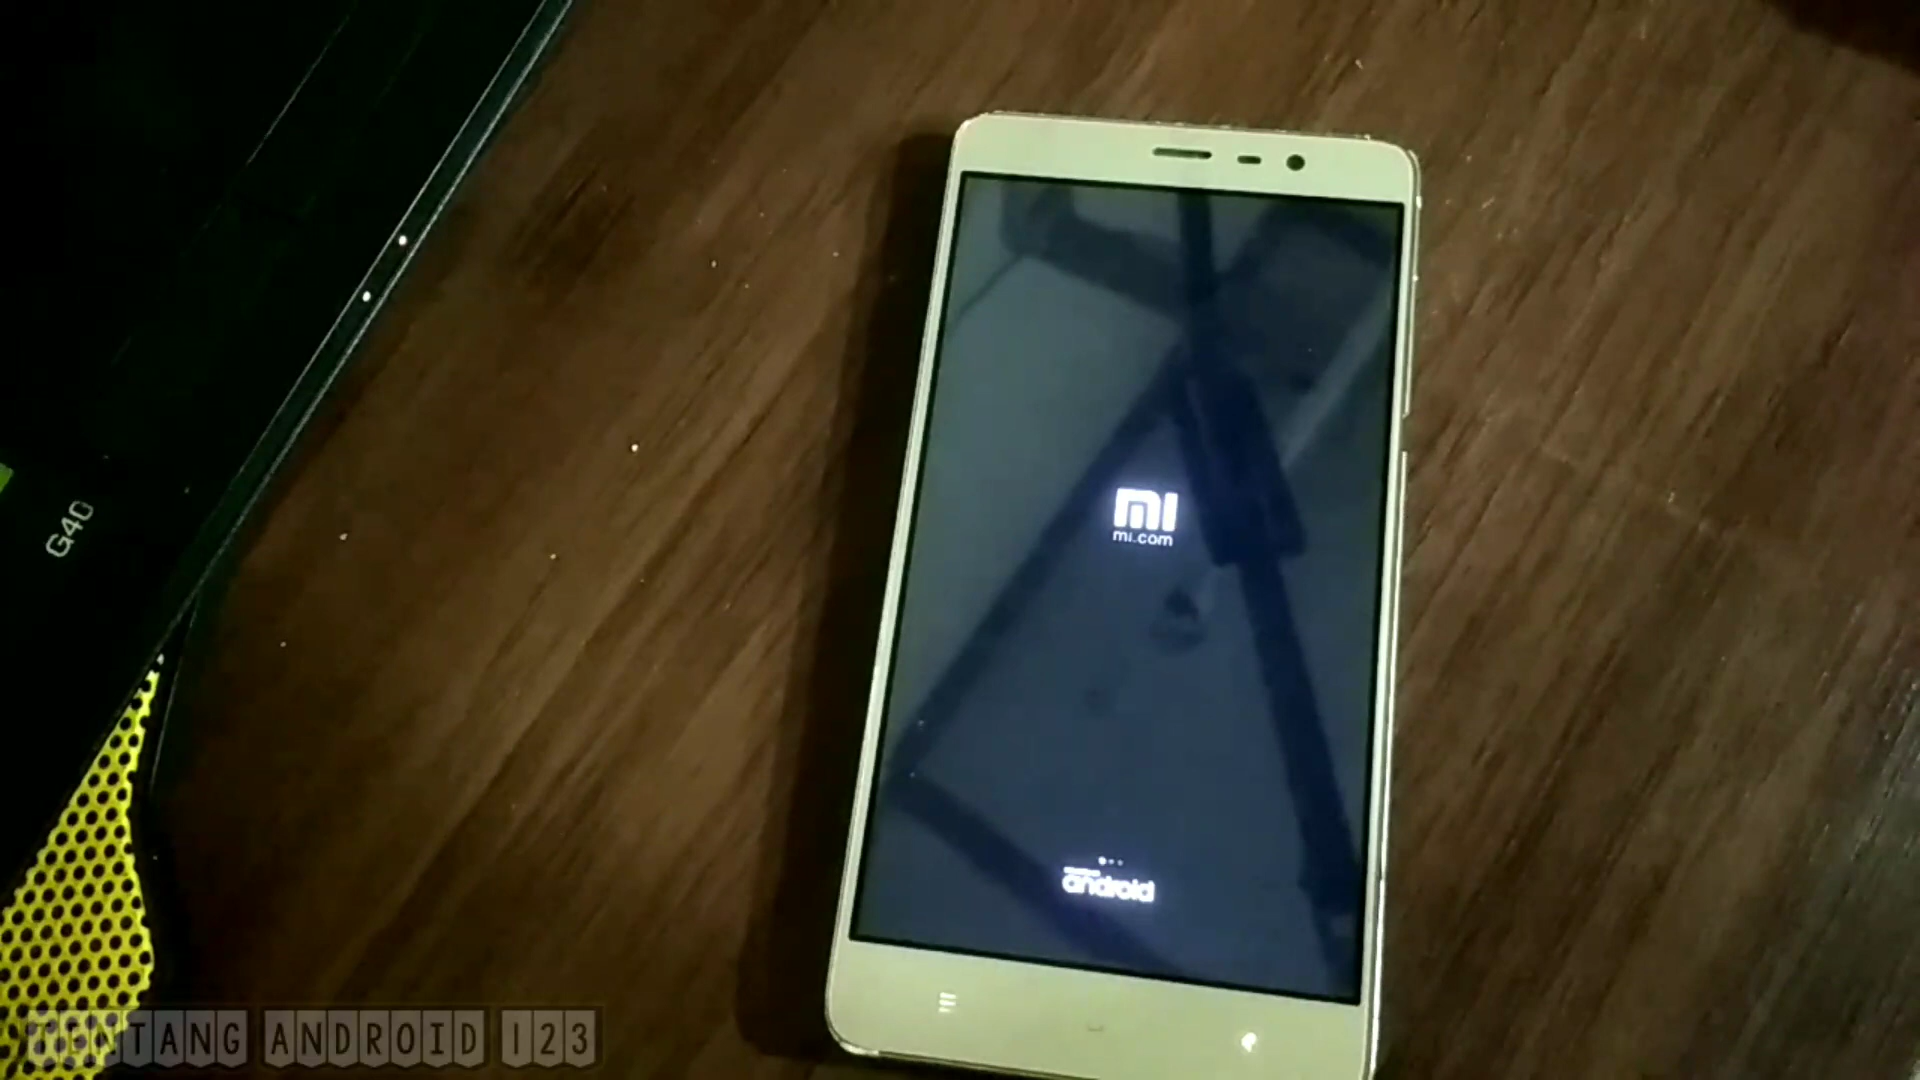 G40
mi
mi.com
android
TENTANG ANDROID 123